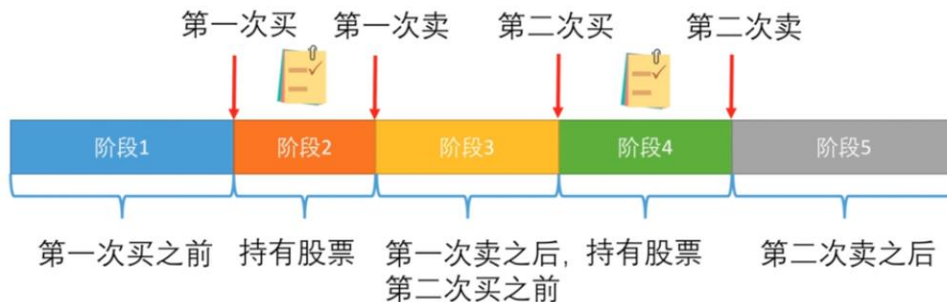 第一次买 第一次卖 第二次买 第二次卖
阶段1 阶段2 阶段3 阶段4 阶段5
第一次买之前 持有股票 第一次卖之后, 持有股票 第二次卖之后
第二次买之前